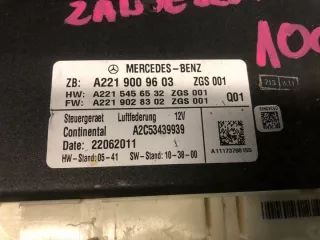 100
MERCEDES-BENZ
ZB: A221 900 96 03 ZGS 001
HW: A221 545 65 32 ZGS 001
FW: A221 902 83 02 ZGS 001 Q01
Steuergeraet Luftfederung 12V
Continental A2C53439939
Date: 22062011
HW-Stand: 05-41 SW-Stand: 10-38-00